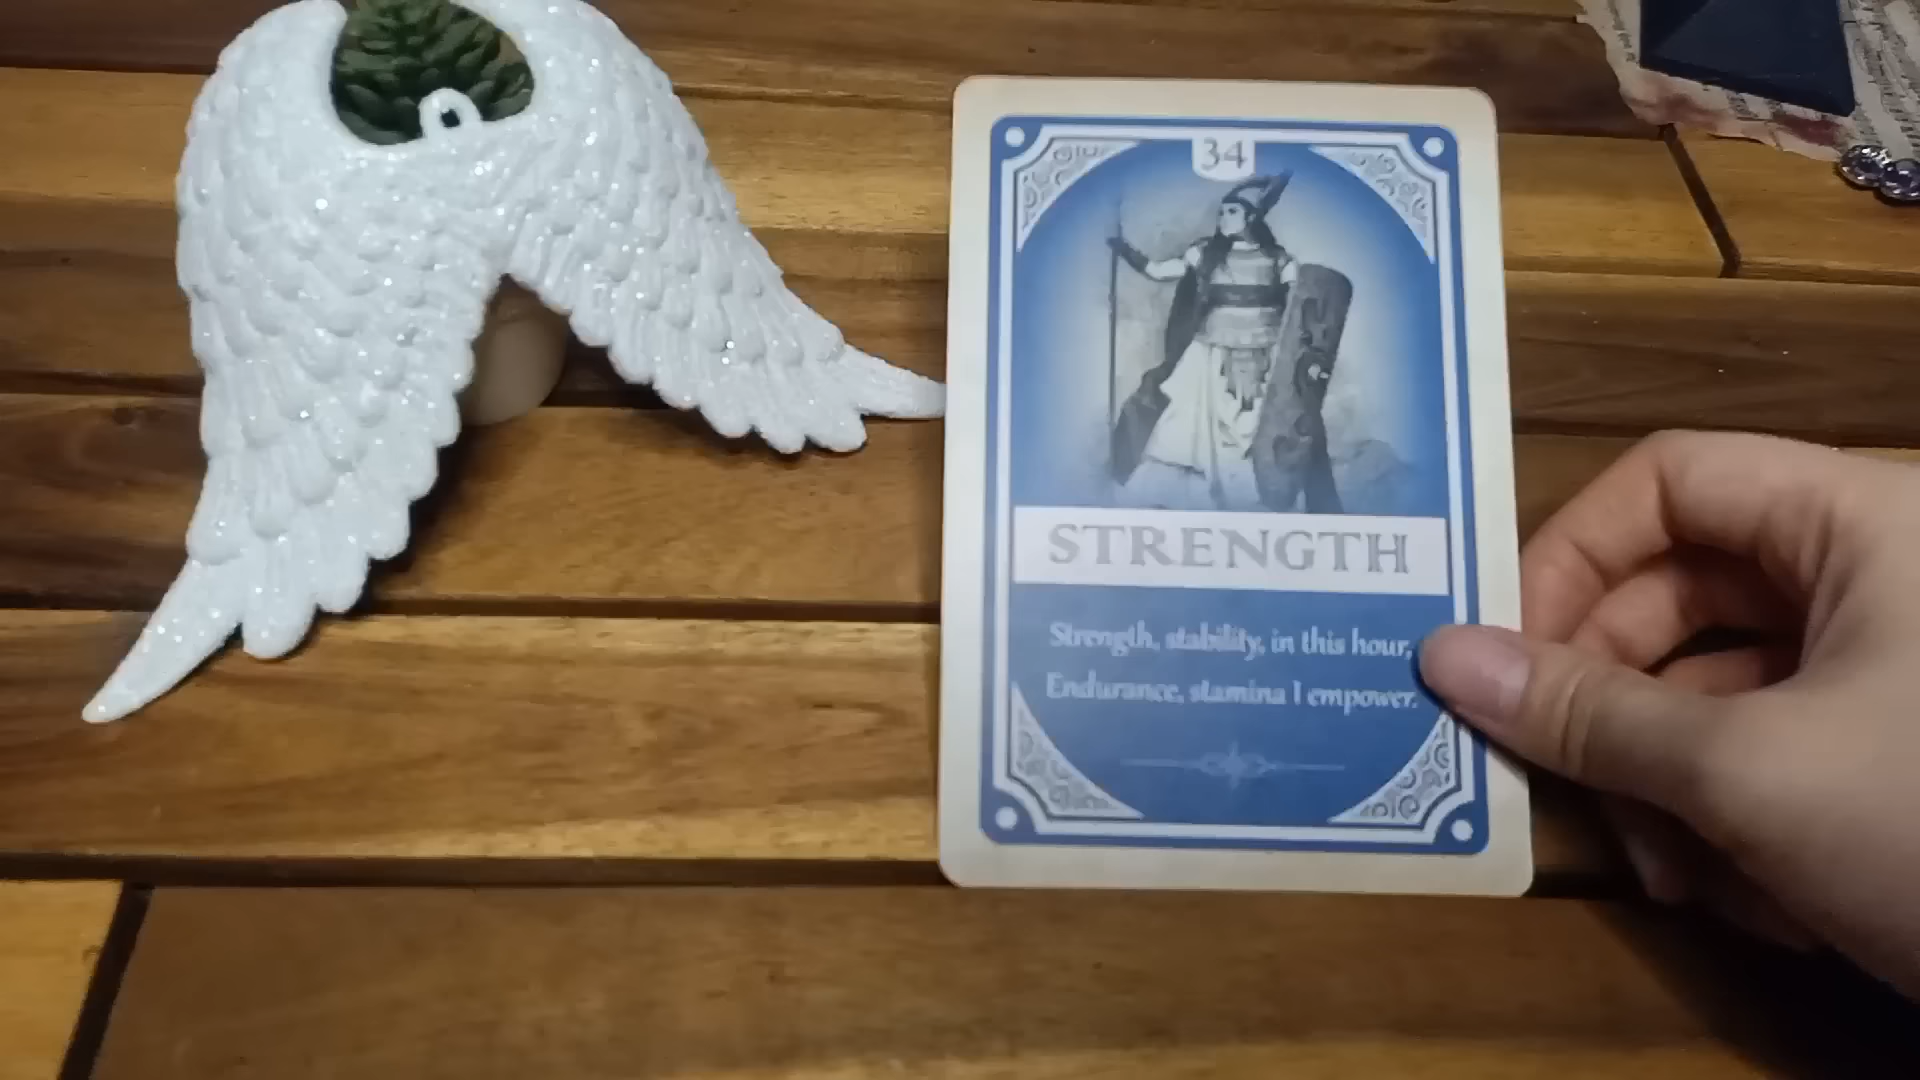 34
STRENGTH
Strength, stability, in this hour,
Endurance, stamina I empower.